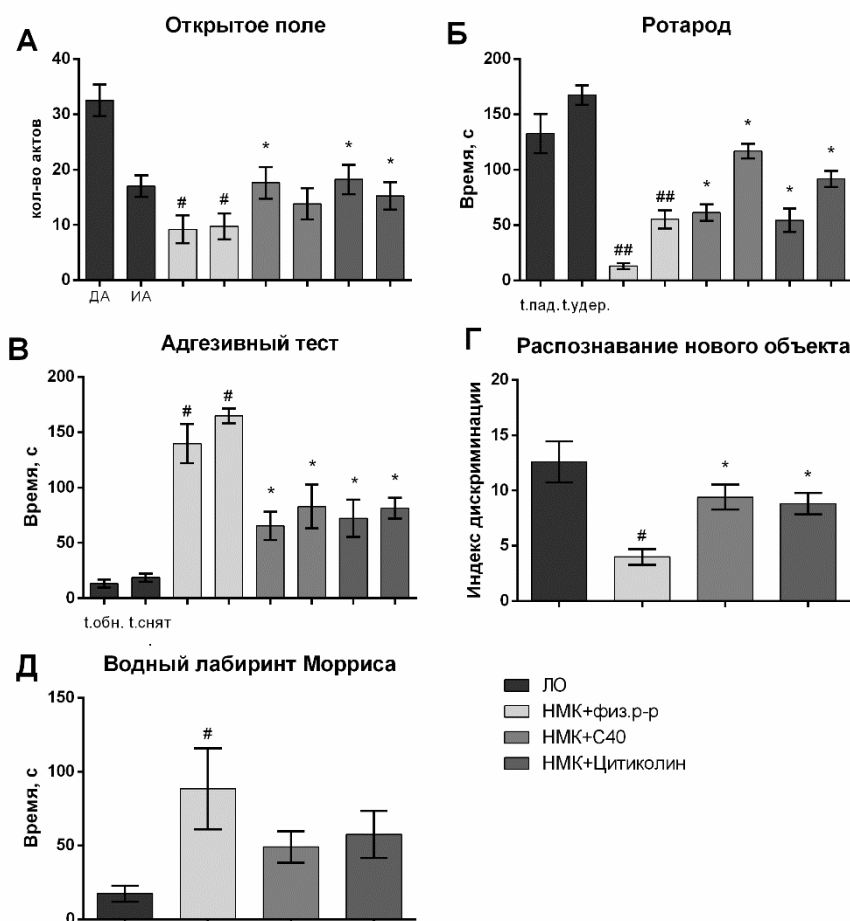 А
Открытое поле
кол-во актов
40
30
20
10
0
#
#
*
*
*
ДА
ИА
Б
Ротарод
Время, с
200
150
100
50
0
##
##
*
*
*
*
t.пад. t.удер.
В
Адгезивный тест
Время, с
200
150
100
50
0
#
#
*
*
*
*
t.обн. t.снят
Г
Распознавание нового объекта
Индекс дискриминации
20
15
10
5
0
#
*
*
Д
Водный лабиринт Морриса
Время, с
150
100
50
0
#
ЛО
НМК+физ.р-р
НМК+С40
НМК+Цитиколин